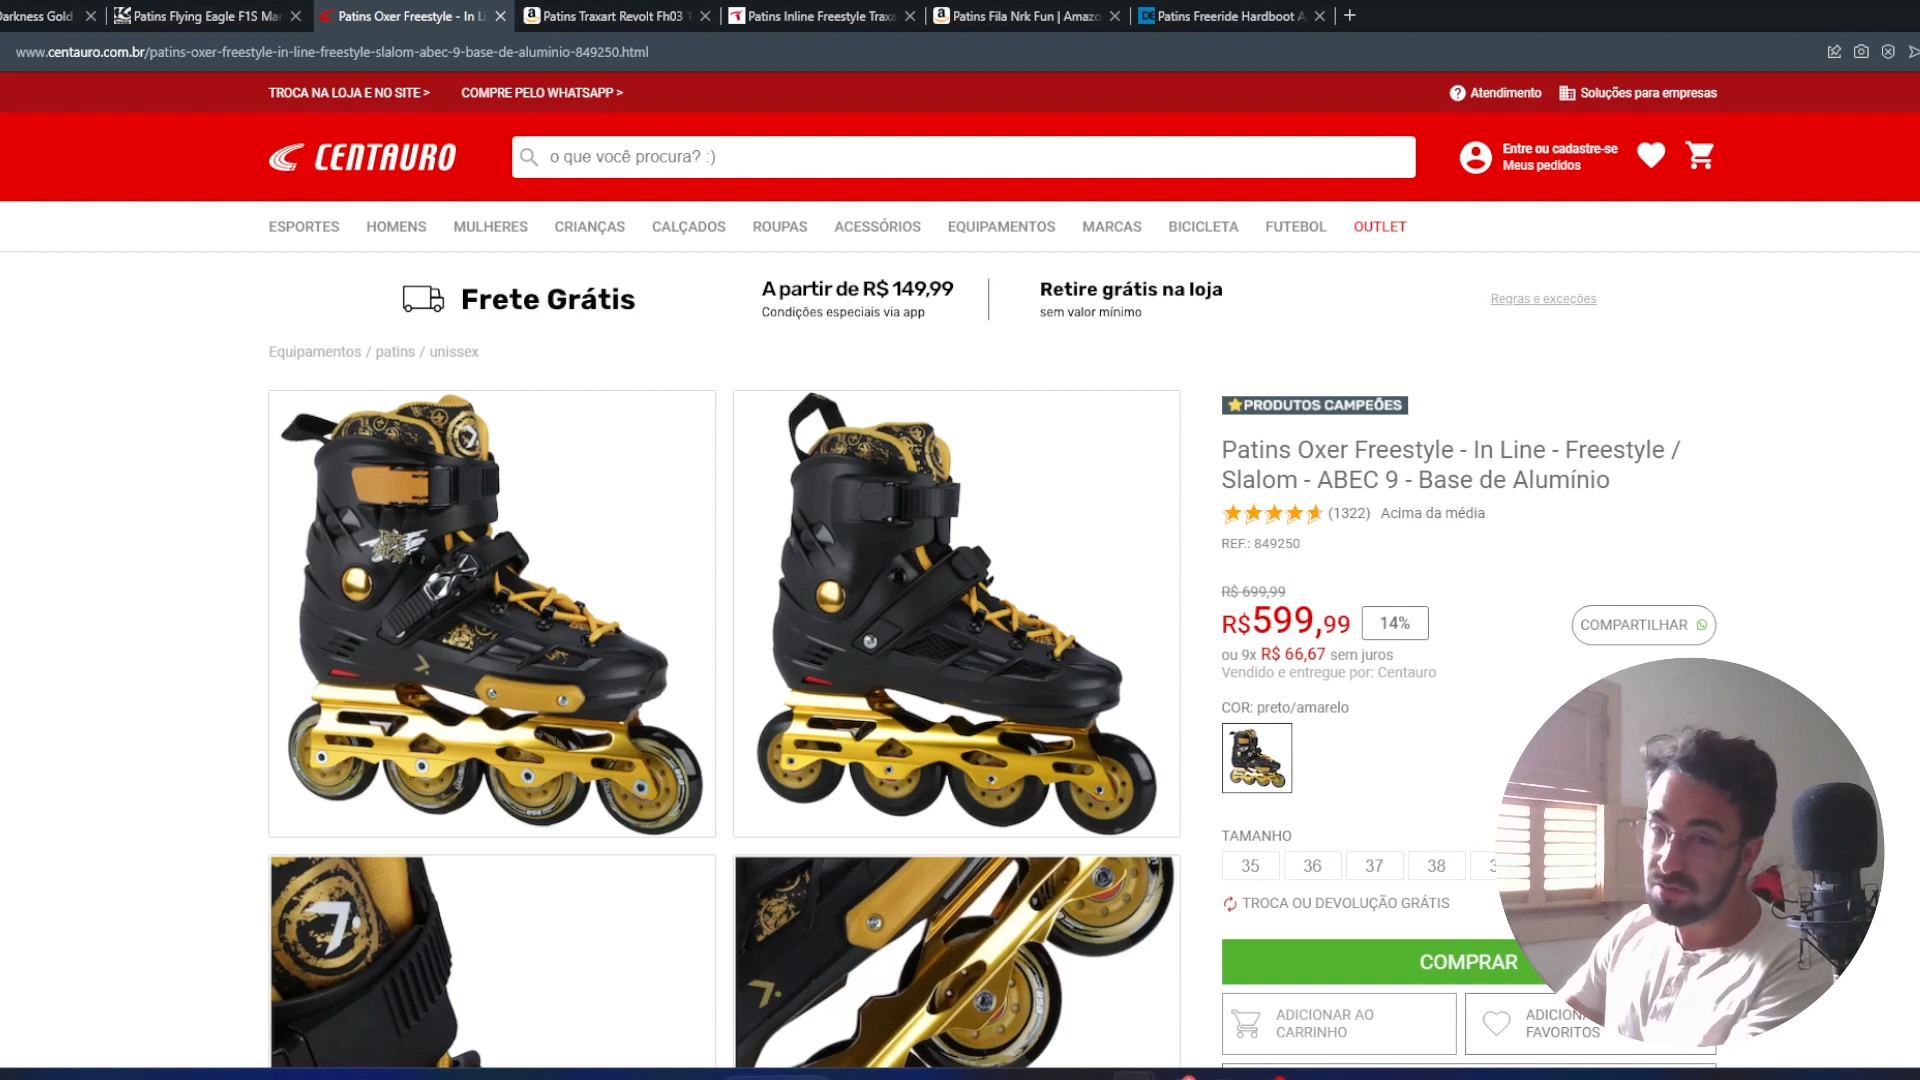 Darkness Gold
Patins Flying Eagle F1S Mar
Patins Oxer Freestyle - In Li
Patins Traxart Revolt Fh03
Patins Inline Freestyle Traxa
Patins Fila Nrk Fun | Amazo
Patins Freeride Hardboot A
www.centauro.com.br/patins-oxer-freestyle-in-line-freestyle-slalom-abec-9-base-de-aluminio-849250.html
TROCA NA LOJA E NO SITE >
COMPRE PELO WHATSAPP >
Atendimento
Soluções para empresas
CENTAURO
o que você procura? :)
Entre ou cadastre-se
Meus pedidos
ESPORTES
HOMENS
MULHERES
CRIANÇAS
CALÇADOS
ROUPAS
ACESSÓRIOS
EQUIPAMENTOS
MARCAS
BICICLETA
FUTEBOL
OUTLET
Frete Grátis
A partir de R$ 149,99
Condições especiais via app
Retire grátis na loja
sem valor mínimo
Regras e exceções
Equipamentos / patins / unissex
PRODUTOS CAMPEÕES
Patins Oxer Freestyle - In Line - Freestyle /
Slalom - ABEC 9 - Base de Alumínio
(1322) Acima da média
REF.: 849250
R$ 699,99
R$599,99 14%
COMPARTILHAR
ou 9x R$ 66,67 sem juros
Vendido e entregue por: Centauro
COR: preto/amarelo
TAMANHO
35
36
37
38
TROCA OU DEVOLUÇÃO GRÁTIS
COMPRAR
ADICIONAR AO
CARRINHO
ADICION
FAVORITOS